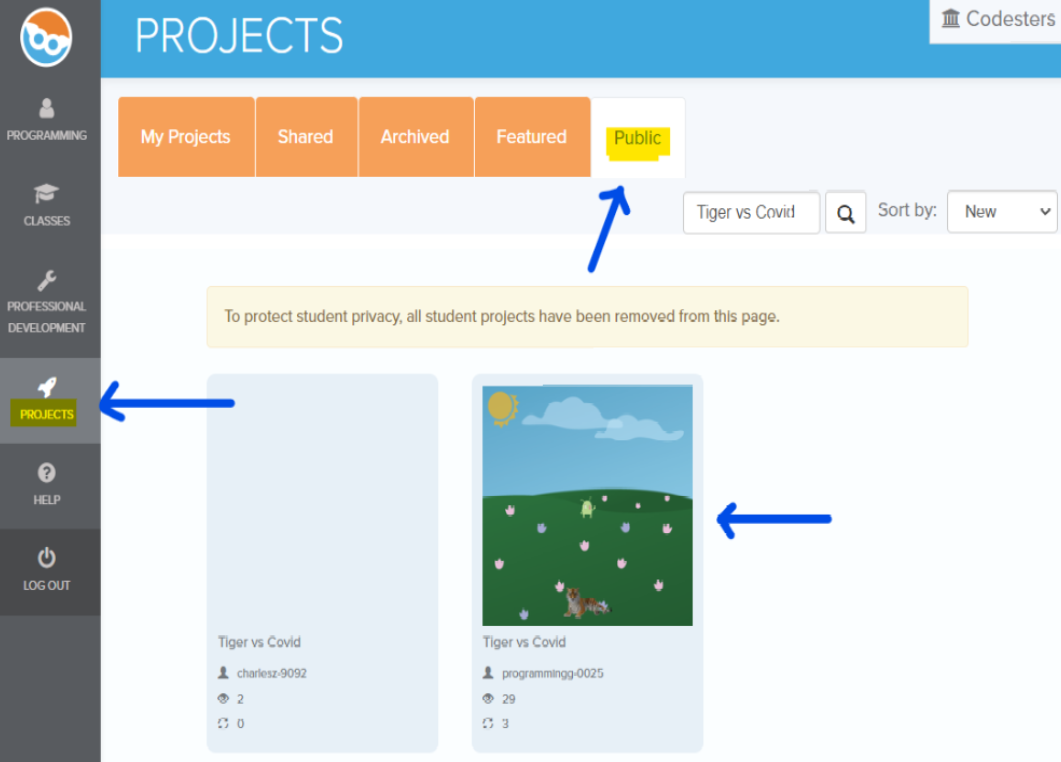 PROJECTS
Codesters
PROGRAMMING
CLASSES
PROFESSIONAL
DEVELOPMENT
PROJECTS
HELP
LOG OUT
My Projects Shared Archived Featured Public
Tiger vs Covid Sort by: New
To protect student privacy, all student projects have been removed from this page.
Tiger vs Covid
charlesz-9092
2
0
Tiger vs Covid
programmingg-0025
29
3